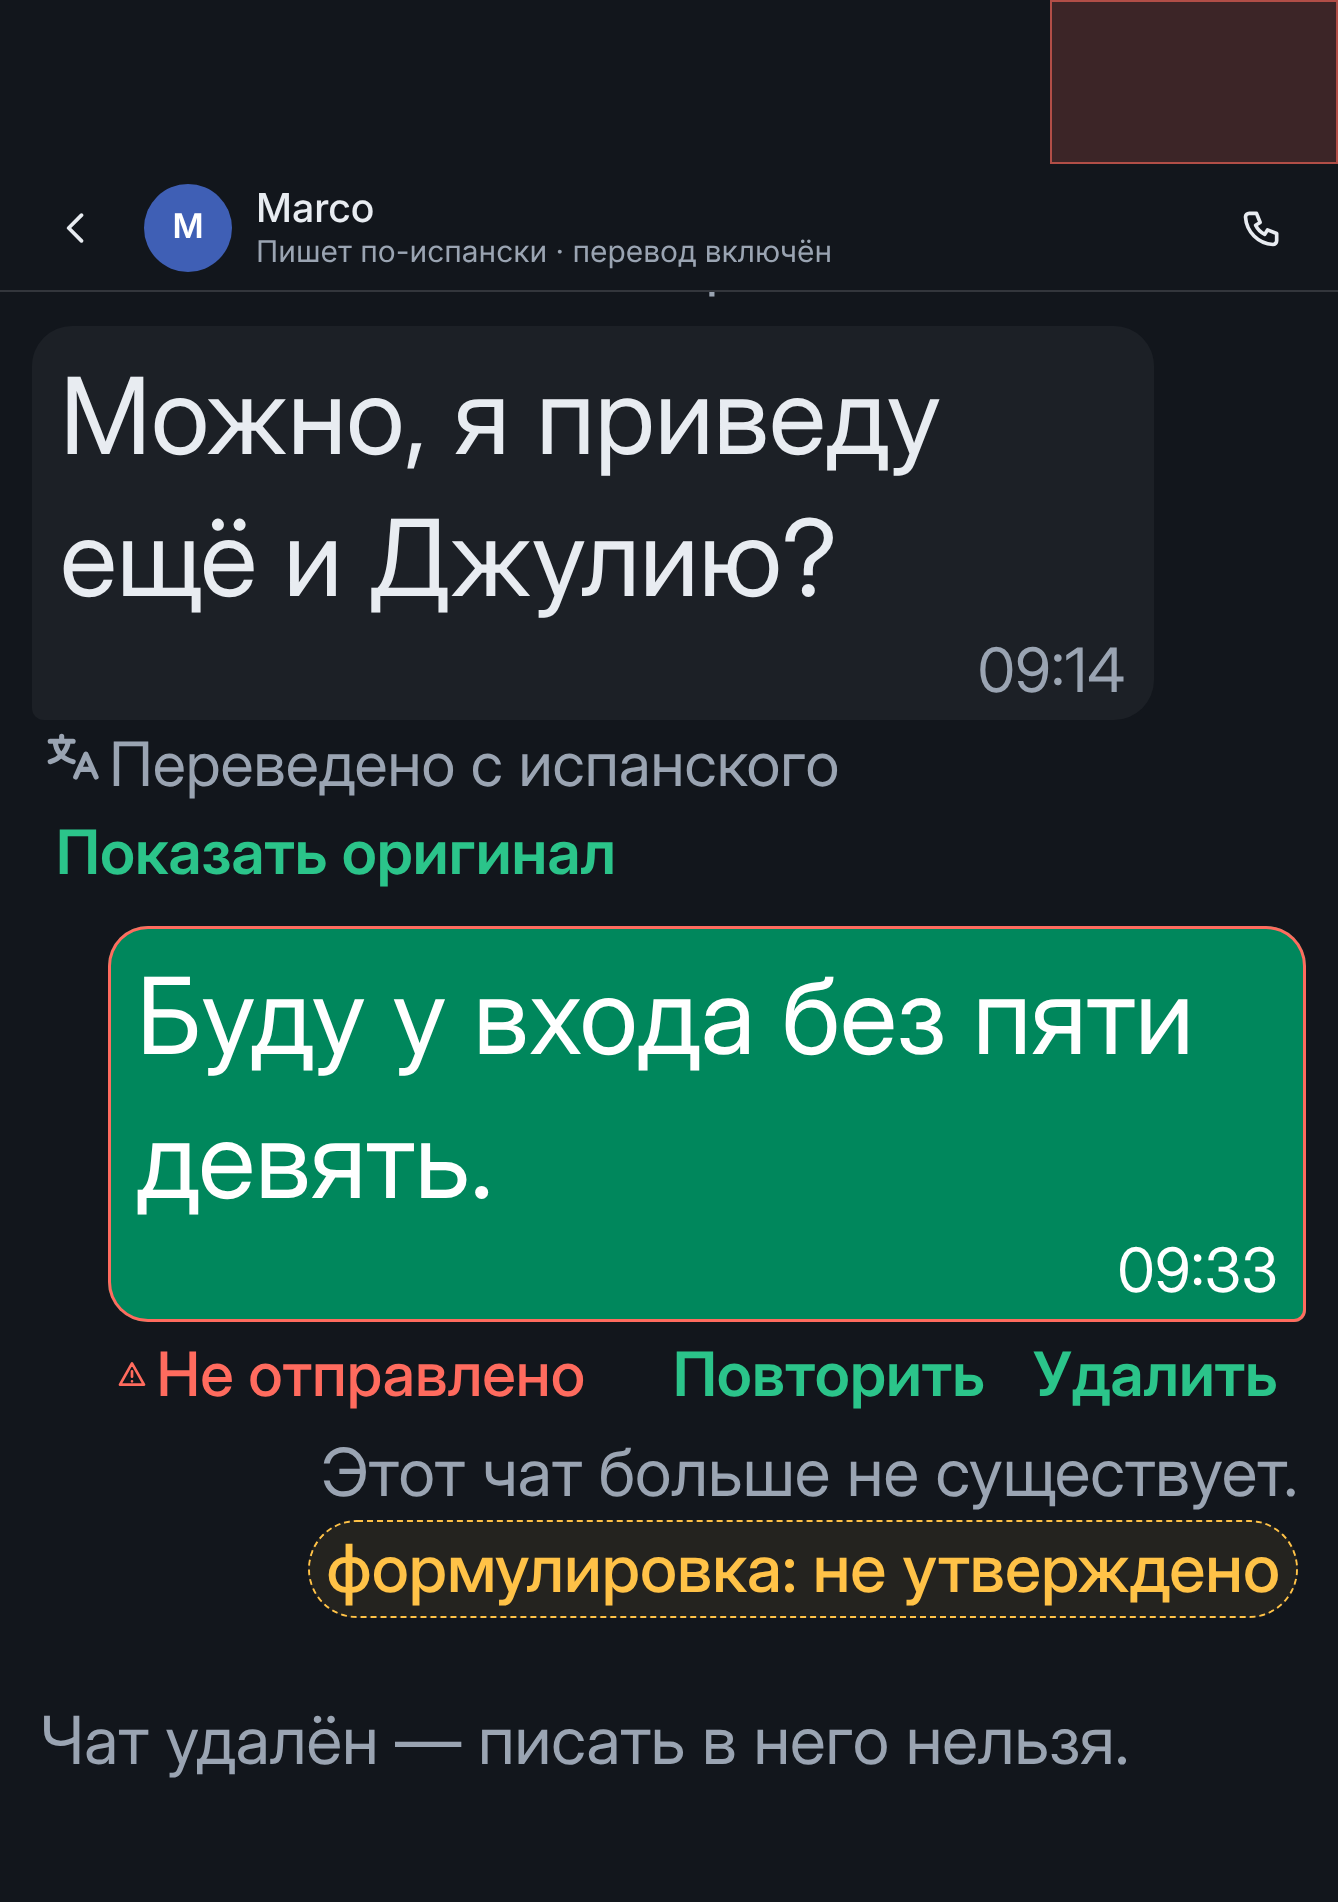 M
Marco
Пишет по-испански · перевод включён
Можно, я приведу
ещё и Джулию?
09:14
Переведено с испанского
Показать оригинал
Буду у входа без пяти
девять.
09:33
Не отправлено Повторить Удалить
Этот чат больше не существует.
формулировка: не утверждено
Чат удалён — писать в него нельзя.